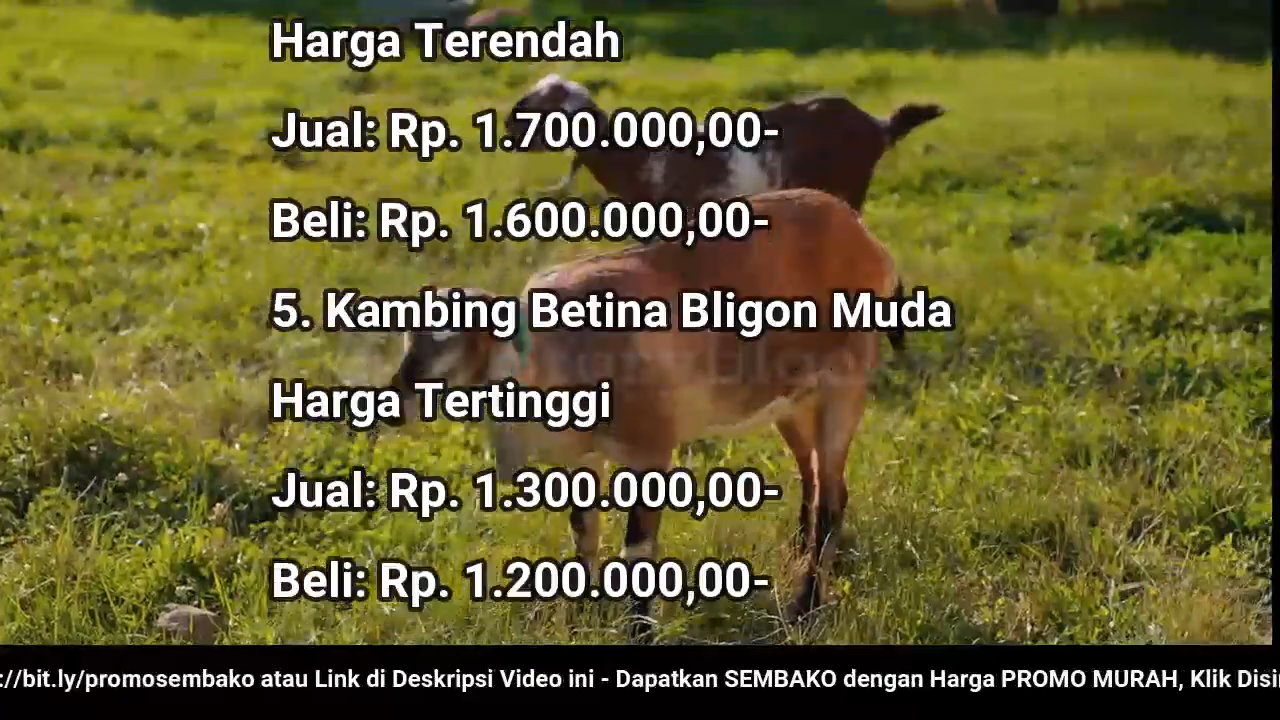 Harga Terendah
Jual: Rp. 1.700.000,00-
Beli: Rp. 1.600.000,00-
5. Kambing Betina Bligon Muda
Harga Tertinggi
Jual: Rp. 1.300.000,00-
Beli: Rp. 1.200.000,00-
://bit.ly/promosembako atau Link di Deskripsi Video ini - Dapatkan SEMBAKO dengan Harga PROMO MURAH, Klik Disi